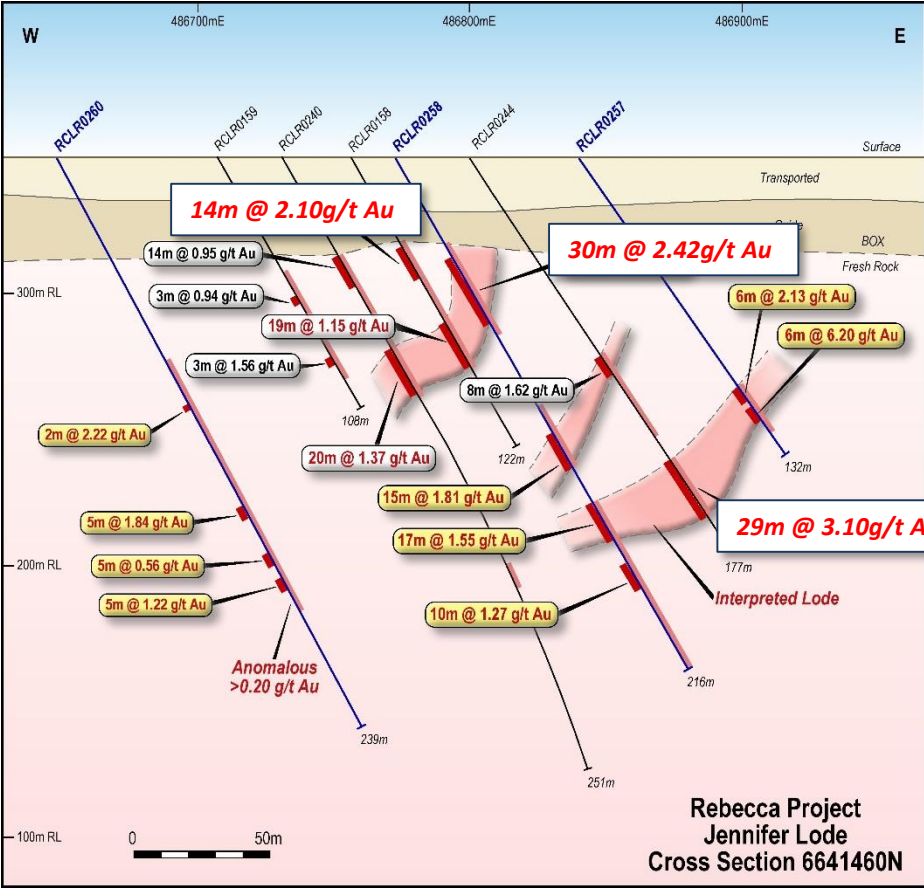 486700mE
486800mE
486900mE
W
E
RCLR0260
RCLR0159
RCLR0240
RCLR0158
RCLR0258
RCLR0244
RCLR0257
Surface
Transported
14m @ 2.10g/t Au
BOX
14m @ 0.95 g/t Au
30m @ 2.42g/t Au
Fresh Rock
300m RL
3m @ 0.94 g/t Au
6m @ 2.13 g/t Au
19m @ 1.15 g/t Au
6m @ 6.20 g/t Au
3m @ 1.56 g/t Au
8m @ 1.62 g/t Au
108m
2m @ 2.22 g/t Au
122m
20m @ 1.37 g/t Au
132m
15m @ 1.81 g/t Au
5m @ 1.84 g/t Au
29m @ 3.10g/t A
17m @ 1.55 g/t Au
200m RL
5m @ 0.56 g/t Au
177m
5m @ 1.22 g/t Au
Interpreted Lode
10m @ 1.27 g/t Au
Anomalous
>0.20 g/t Au
216m
239m
251m
Rebecca Project
Jennifer Lode
Cross Section 6641460N
100m RL
0
50m